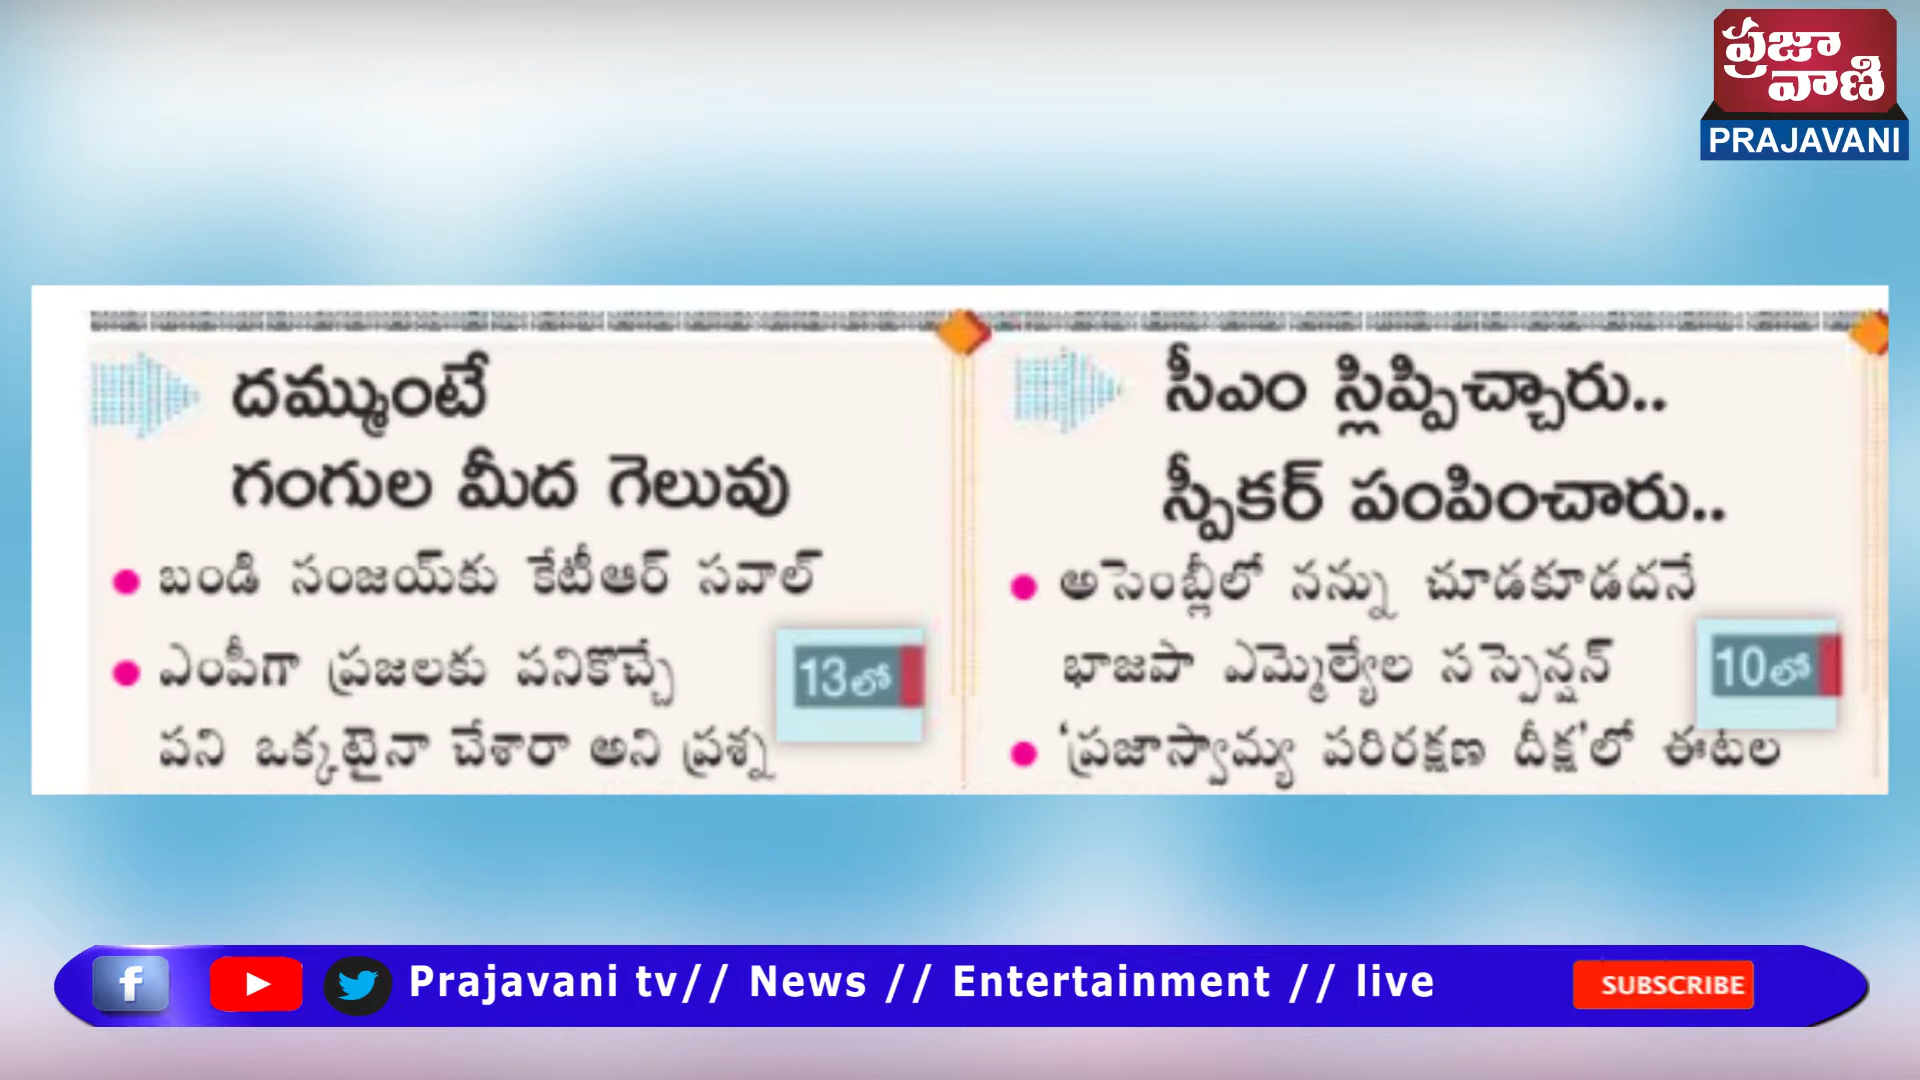 ప్రజా
వాణి
PRAJAVANI
దమ్ముంటే
గంగుల మీద గెలువు
బండి సంజయ్‌కు కేటీఆర్ సవాల్
ఎంపీగా ప్రజలకు పనికొచ్చే
పని ఒక్కటైనా చేశారా అని ప్రశ్న
13లో
సీఎం స్లిప్పిచ్చారు..
స్పీకర్ పంపించారు..
అసెంబ్లీలో నన్ను చూడకూడదనే
భాజపా ఎమ్మెల్యేల సస్పెన్షన్
'ప్రజాస్వామ్య పరిరక్షణ దీక్ష'లో ఈటల
10లో
Prajavani tv// News // Entertainment // live
SUBSCRIBE